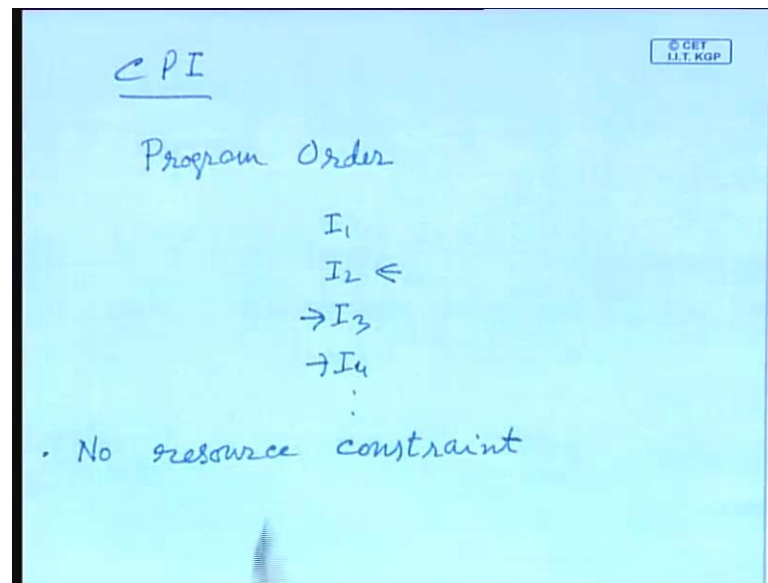 CPI
© CET
I.I.T. KGP
Program Order
I1
I2 ←
→ I3
→ I4
⋮
. No resource constraint